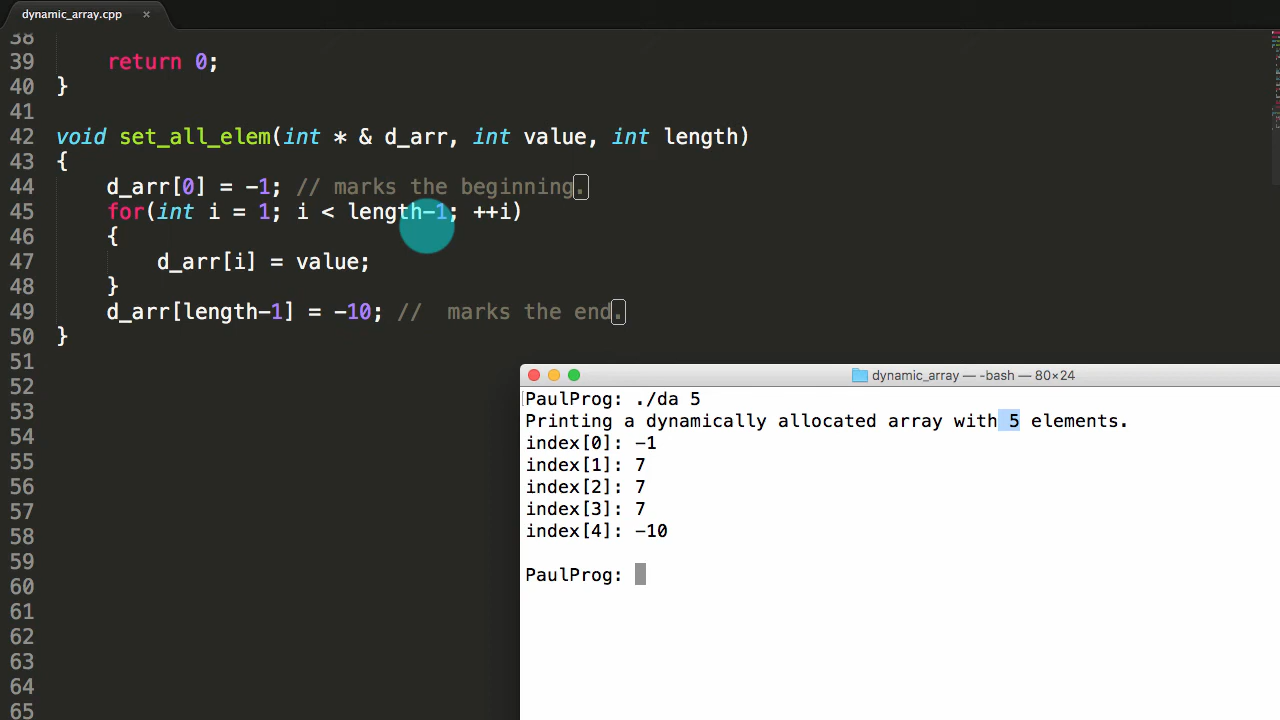 dynamic_array.cpp ×
38
39 return 0;
40 }
41
42 void set_all_elem(int * & d_arr, int value, int length)
43 {
44 d_arr[0] = -1; // marks the beginning.
45 for(int i = 1; i < length-1; ++i)
46 {
47 d_arr[i] = value;
48 }
49 d_arr[length-1] = -10; //  marks the end.
50 }
51
52
53
54
55
56
57
58
59
60
61
62
63
64
65
dynamic_array — -bash — 80×24
PaulProg: ./da 5
Printing a dynamically allocated array with 5 elements.
index[0]: -1
index[1]: 7
index[2]: 7
index[3]: 7
index[4]: -10
PaulProg: